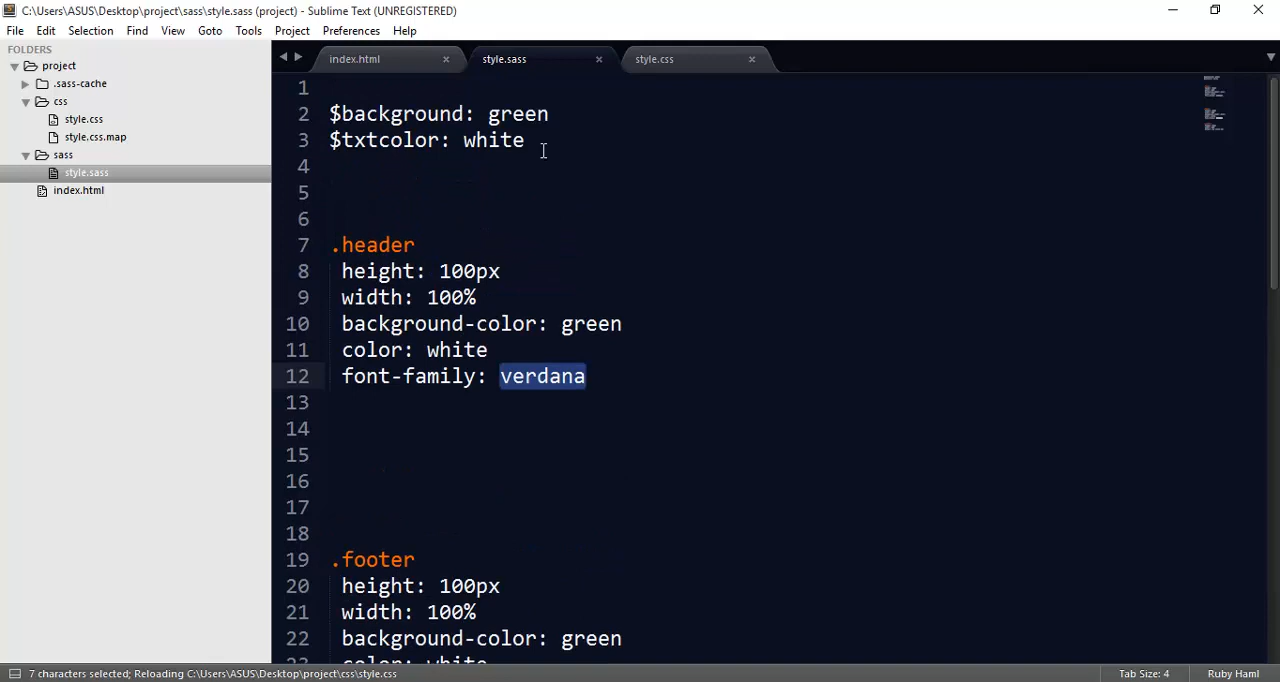 C:\Users\ASUS\Desktop\project\sass\style.sass (project) - Sublime Text (UNREGISTERED)
File Edit Selection Find View Goto Tools Project Preferences Help
FOLDERS
project
.sass-cache
css
style.css
style.css.map
sass
style.sass
index.html
index.html style.sass style.css
1
2 $background: green
3 $txtcolor: white
4
5
6
7 .header
8 height: 100px
9 width: 100%
10 background-color: green
11 color: white
12 font-family: verdana
13
14
15
16
17
18
19 .footer
20 height: 100px
21 width: 100%
22 background-color: green
23 color: white
7 characters selected; Reloading C:\Users\ASUS\Desktop\project\css\style.css
Tab Size: 4 Ruby Haml